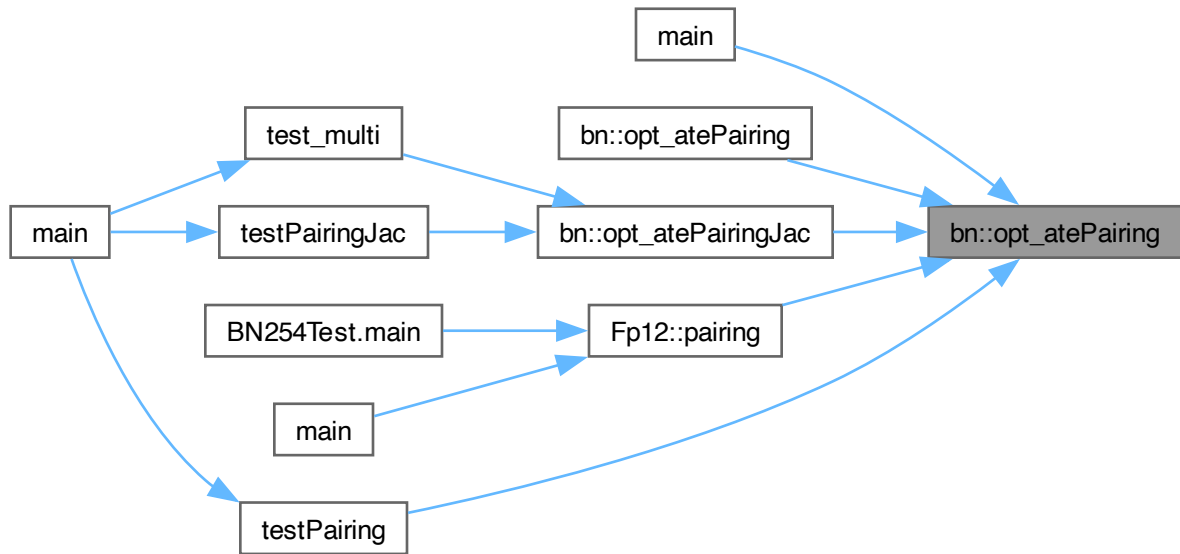 main
test_multi
bn::opt_atePairing
main
testPairingJac
bn::opt_atePairingJac
bn::opt_atePairing
BN254Test.main
Fp12::pairing
main
testPairing